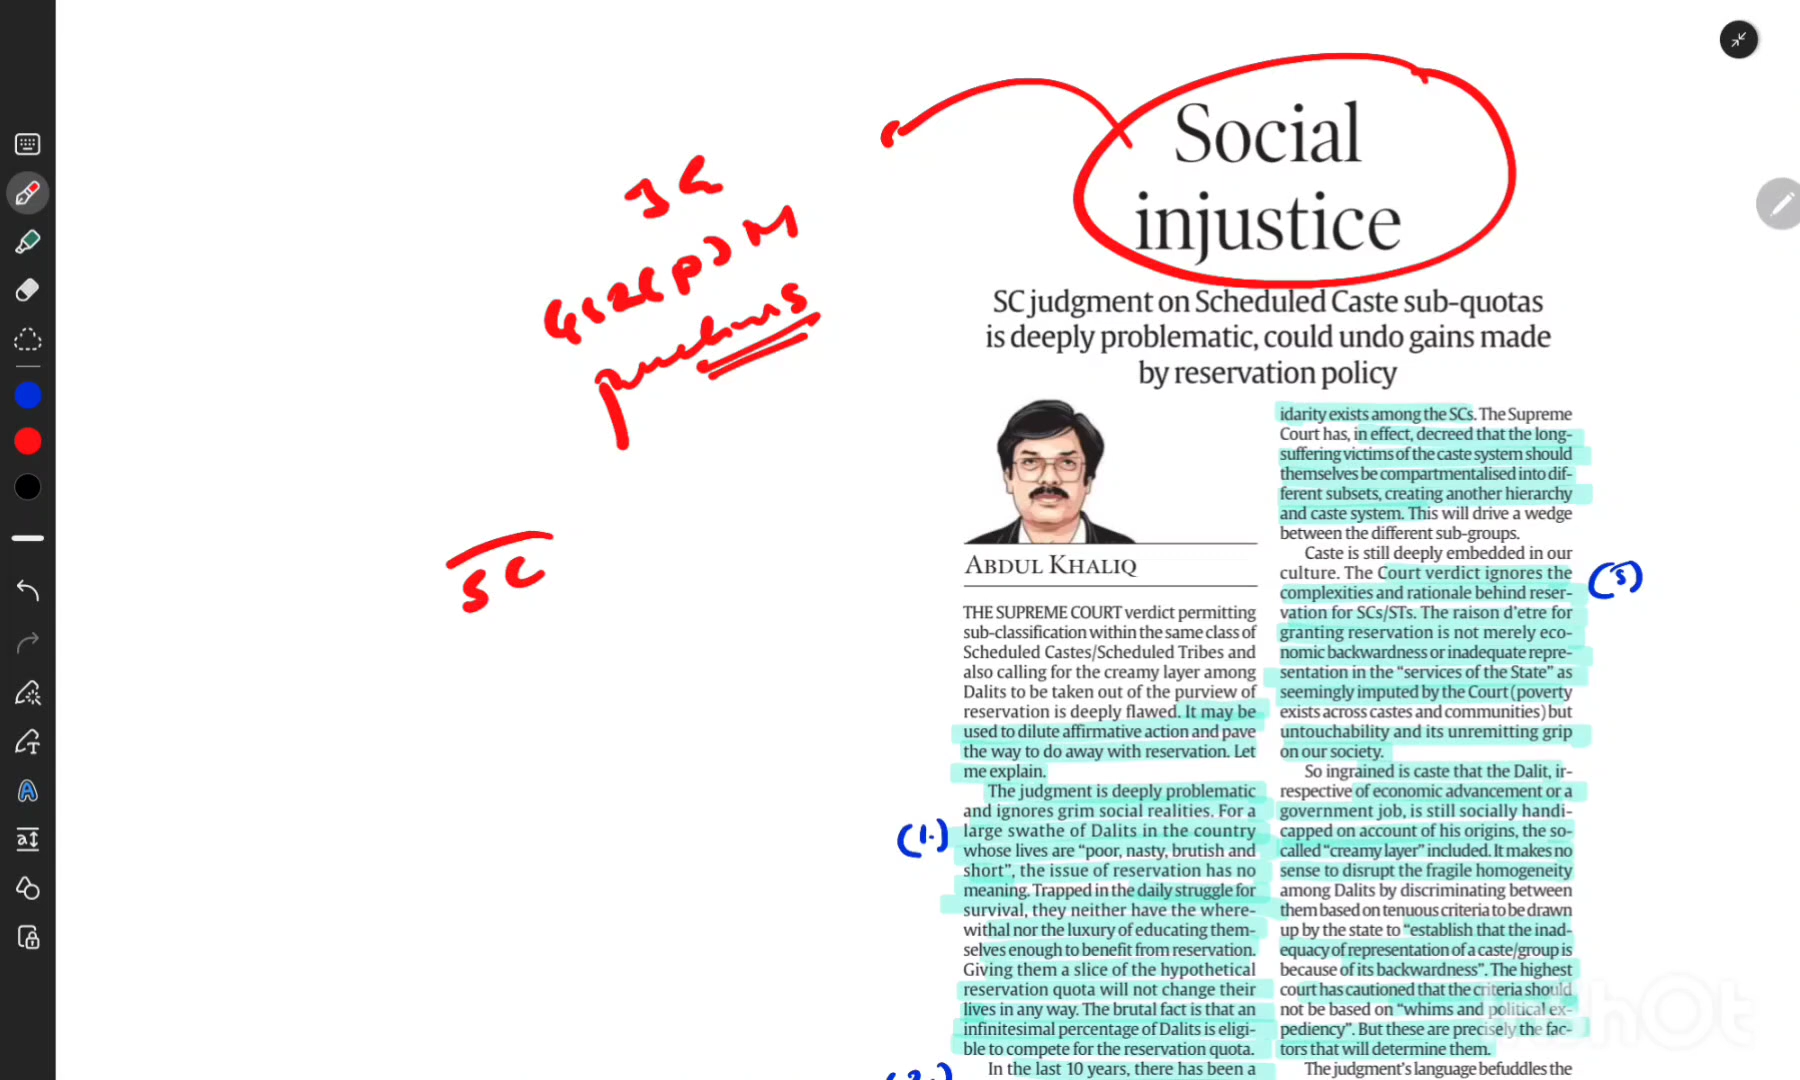 Social
injustice
SC judgment on Scheduled Caste sub-quotas
is deeply problematic, could undo gains made
by reservation policy
SC
ABDUL KHALIQ
THE SUPREME COURT verdict permitting
sub-classification within the same class of
Scheduled Castes/Scheduled Tribes and
also calling for the creamy layer among
Dalits to be taken out of the purview of
reservation is deeply flawed. It may be
used to dilute affirmative action and pave
the way to do away with reservation. Let
me explain.
The judgment is deeply problematic
and ignores grim social realities. For a
(1.)
large swathe of Dalits in the country
whose lives are “poor, nasty, brutish and
short”, the issue of reservation has no
meaning. Trapped in the daily struggle for
survival, they neither have the where-
withal nor the luxury of educating them-
selves enough to benefit from reservation.
Giving them a slice of the hypothetical
reservation quota will not change their
lives in any way. The brutal fact is that an
infinitesimal percentage of Dalits is eligi-
ble to compete for the reservation quota.
In the last 10 years, there has been a
idarity exists among the SCs. The Supreme
Court has, in effect, decreed that the long-
suffering victims of the caste system should
themselves be compartmentalised into dif-
ferent subsets, creating another hierarchy
and caste system. This will drive a wedge
between the different sub-groups.
Caste is still deeply embedded in our
culture. The Court verdict ignores the
(5)
complexities and rationale behind reser-
vation for SCs/STs. The raison d'etre for
granting reservation is not merely eco-
nomic backwardness or inadequate repre-
sentation in the “services of the State” as
seemingly imputed by the Court (poverty
exists across castes and communities) but
untouchability and its unremitting grip
on our society.
So ingrained is caste that the Dalit, ir-
respective of economic advancement or a
government job, is still socially handi-
capped on account of his origins, the so-
called “creamy layer” included. It makes no
sense to disrupt the fragile homogeneity
among Dalits by discriminating between
them based on tenuous criteria to be drawn
up by the state to “establish that the inad-
equacy of representation of a caste/group is
because of its backwardness”. The highest
court has cautioned that the criteria should
not be based on “whims and political ex-
pediency”. But these are precisely the fac-
tors that will determine them.
The judgment's language befuddles the